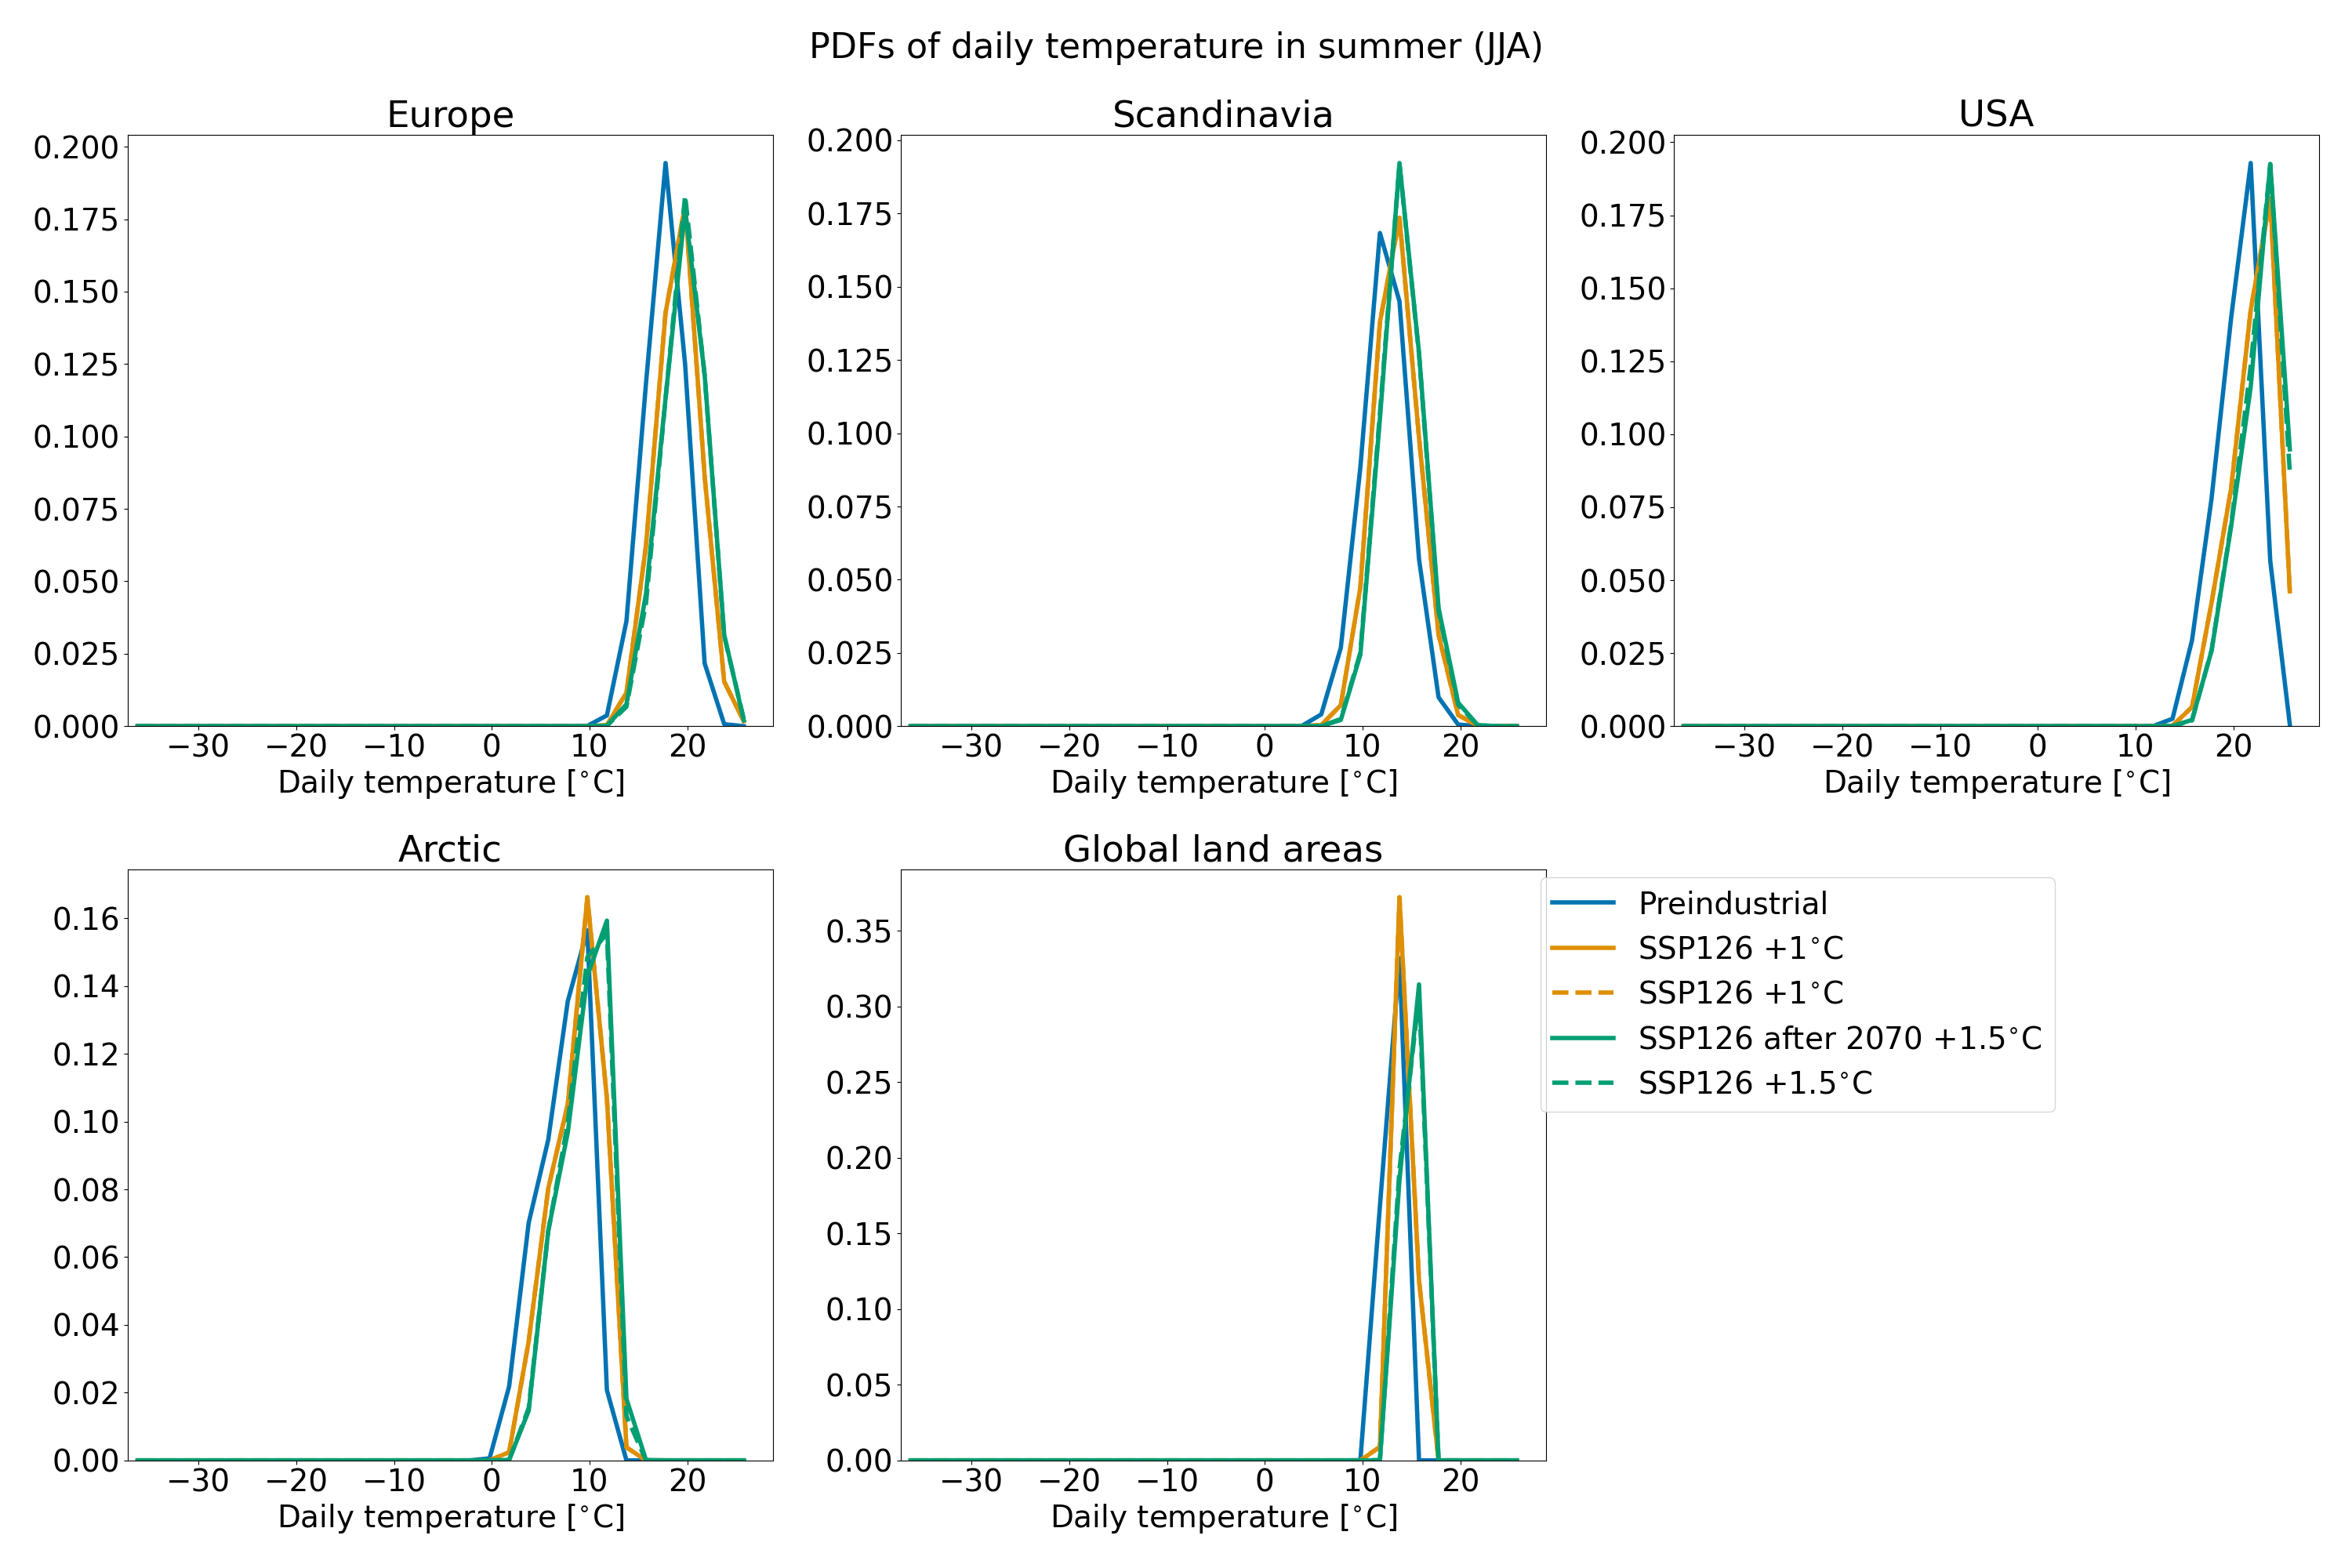 PDFs of daily temperature in summer (JJA)
Europe
0.200
0.175
0.150
0.125
0.100
0.075
0.050
0.025
0.000
−30 −20 −10 0 10 20
Daily temperature [°C]
Scandinavia
0.200
0.175
0.150
0.125
0.100
0.075
0.050
0.025
0.000
−30 −20 −10 0 10 20
Daily temperature [°C]
USA
0.200
0.175
0.150
0.125
0.100
0.075
0.050
0.025
0.000
−30 −20 −10 0 10 20
Daily temperature [°C]
Arctic
0.16
0.14
0.12
0.10
0.08
0.06
0.04
0.02
0.00
−30 −20 −10 0 10 20
Daily temperature [°C]
Global land areas
0.35
0.30
0.25
0.20
0.15
0.10
0.05
0.00
−30 −20 −10 0 10 20
Daily temperature [°C]
Preindustrial
SSP126 +1°C
SSP126 +1°C
SSP126 after 2070 +1.5°C
SSP126 +1.5°C